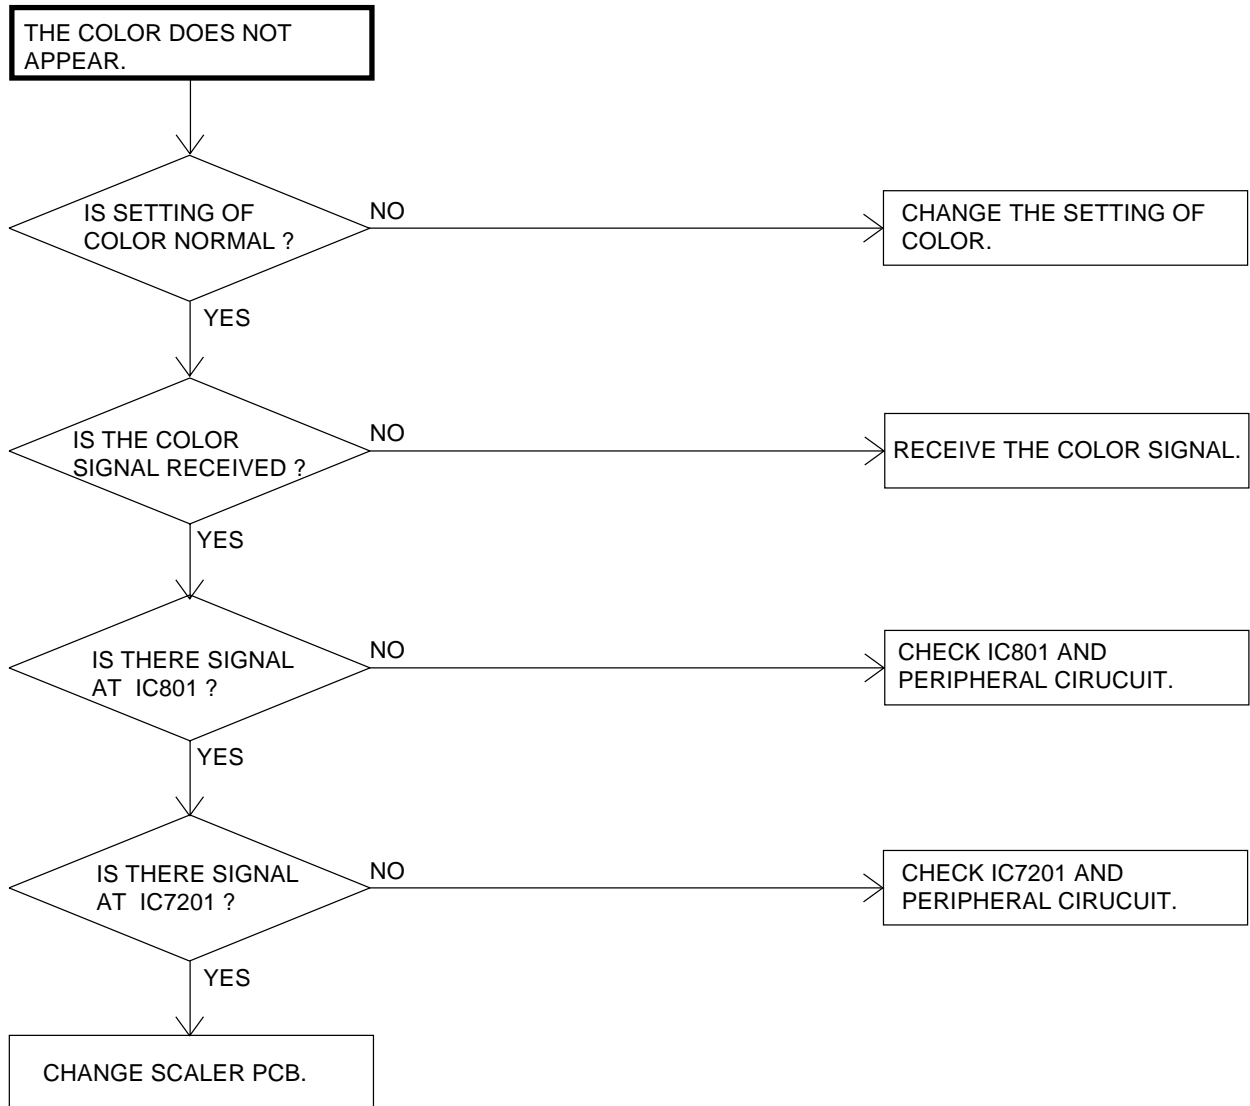 THE COLOR DOES NOT
APPEAR.
IS SETTING OF
COLOR NORMAL ?
NO
CHANGE THE SETTING OF
COLOR.
YES
IS THE COLOR
SIGNAL RECEIVED ?
NO
RECEIVE THE COLOR SIGNAL.
YES
IS THERE SIGNAL
AT IC801 ?
NO
CHECK IC801 AND
PERIPHERAL CIRUCUIT.
YES
IS THERE SIGNAL
AT IC7201 ?
NO
CHECK IC7201 AND
PERIPHERAL CIRUCUIT.
YES
CHANGE SCALER PCB.